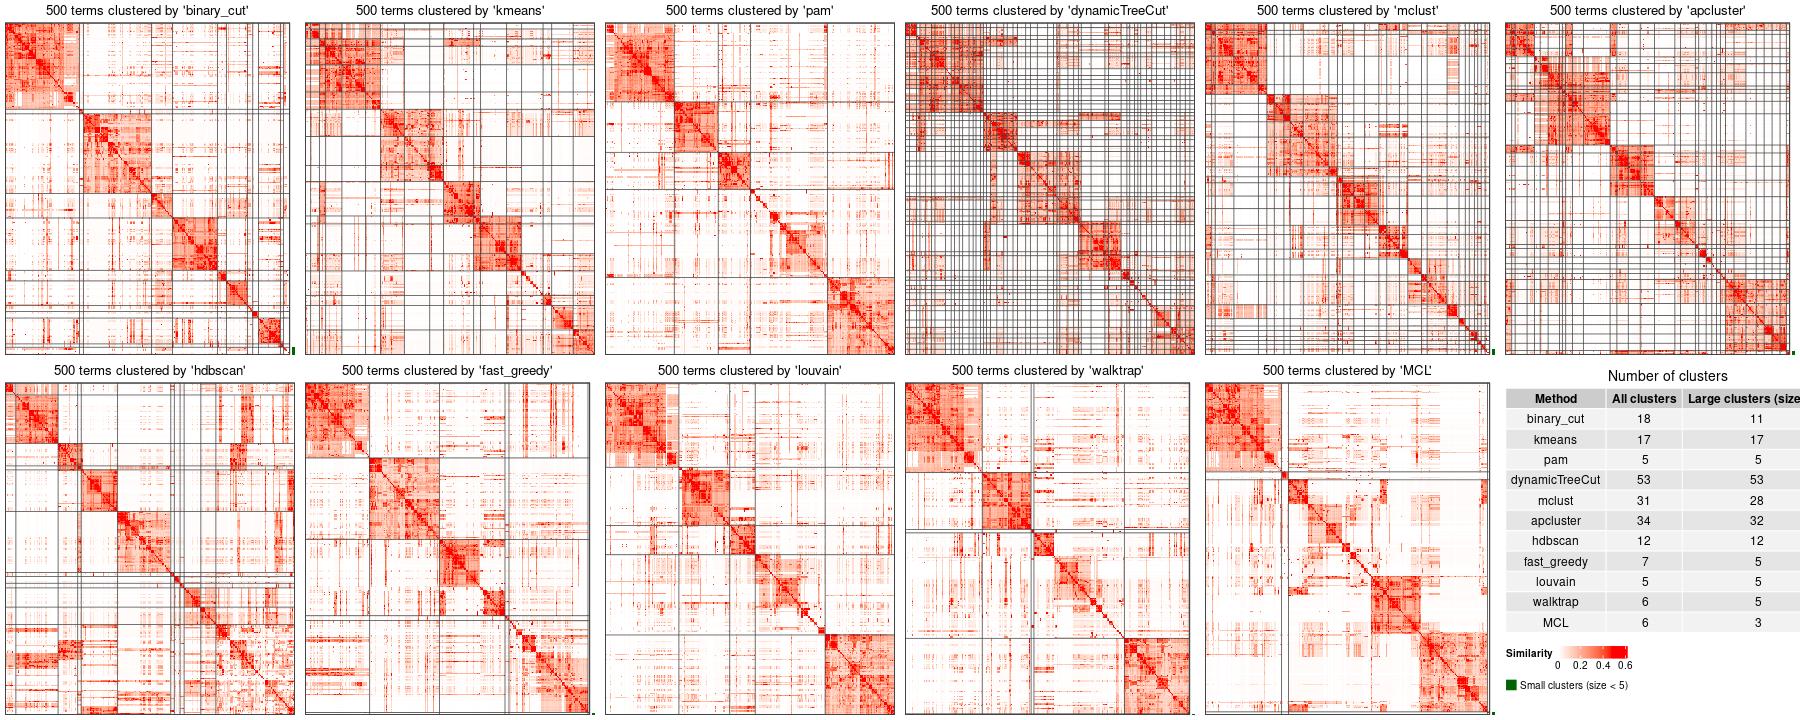 500 terms clustered by 'binary_cut'
500 terms clustered by 'kmeans'
500 terms clustered by 'pam'
500 terms clustered by 'dynamicTreeCut'
500 terms clustered by 'mclust'
500 terms clustered by 'apcluster'
500 terms clustered by 'hdbscan'
500 terms clustered by 'fast_greedy'
500 terms clustered by 'louvain'
500 terms clustered by 'walktrap'
500 terms clustered by 'MCL'
Number of clusters
Method All clusters Large clusters (size
binary_cut 18 11
kmeans 17 17
pam 5 5
dynamicTreeCut 53 53
mclust 31 28
apcluster 34 32
hdbscan 12 12
fast_greedy 7 5
louvain 5 5
walktrap 6 5
MCL 6 3
Similarity
0 0.2 0.4 0.6
Small clusters (size < 5)